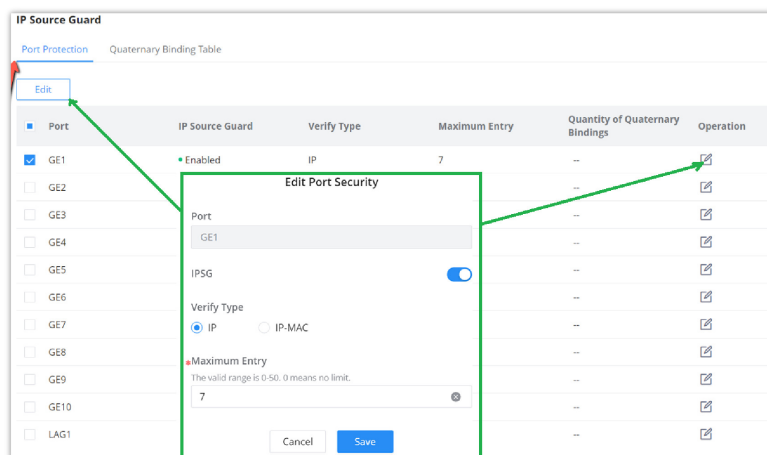 IP Source Guard
Port Protection Quaternary Binding Table
Edit
Port IP Source Guard Verify Type Maximum Entry Quantity of Quaternary Bindings Operation
GE1 Enabled IP 7 --
GE2 --
GE3 --
GE4 --
GE5 --
GE6 --
GE7 --
GE8 --
GE9 --
GE10 --
LAG1 --
Edit Port Security
Port
GE1
IPSG
Verify Type
IP IP-MAC
*Maximum Entry
The valid range is 0-50. 0 means no limit.
7
Cancel Save